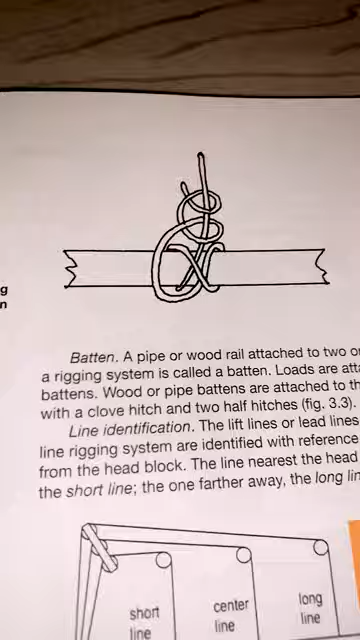 g
n
Batten. A pipe or wood rail attached to two o
a rigging system is called a batten. Loads are atta
battens. Wood or pipe battens are attached to th
with a clove hitch and two half hitches (fig. 3.3).
Line identification. The lift lines or lead lines
line rigging system are identified with reference
from the head block. The line nearest the head
the short line; the one farther away, the long lin
short
line
center
line
long
line